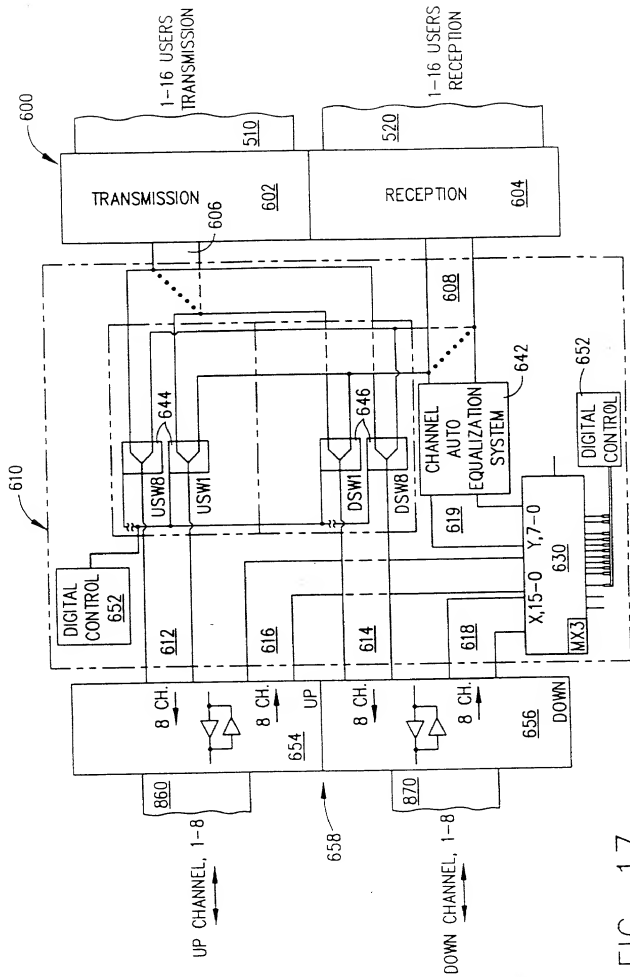 600
1-16 USERS
TRANSMISSION
1-16 USERS
RECEPTION
510
520
TRANSMISSION
602
RECEPTION
604
606
608
610
644
USW8
USW1
646
DSW1
DSW8
642
CHANNEL
AUTO
EQUALIZATION
SYSTEM
652
DIGITAL
CONTROL
DIGITAL
CONTROL
652
619
X,15-0
Y,7-0
630
MX3
612
616
614
618
8 CH.
8 CH.
UP
654
8 CH.
8 CH.
DOWN
656
658
860
870
UP CHANNEL, 1-8
DOWN CHANNEL, 1-8
FIG. 17